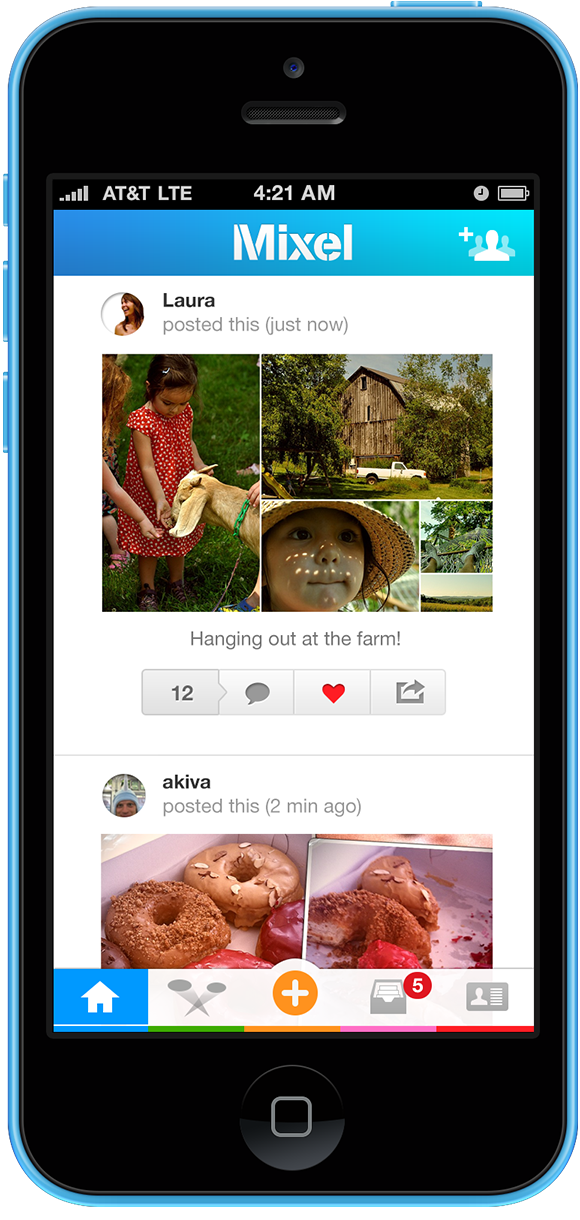 AT&T LTE 4:21 AM
Mixel
Laura
posted this (just now)
Hanging out at the farm!
12
akiva
posted this (2 min ago)
5